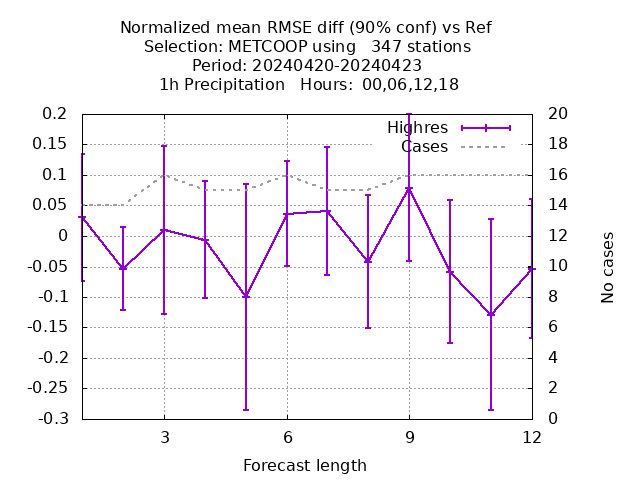 Normalized mean RMSE diff (90% conf) vs Ref
Selection: METCOOP using   347 stations
Period: 20240420-20240423
1h Precipitation   Hours:  00,06,12,18
Highres
Cases
0.2
0.15
0.1
0.05
0
-0.05
-0.1
-0.15
-0.2
-0.25
-0.3
20
18
16
14
12
10
8
6
4
2
0
No cases
3 6 9 12
Forecast length